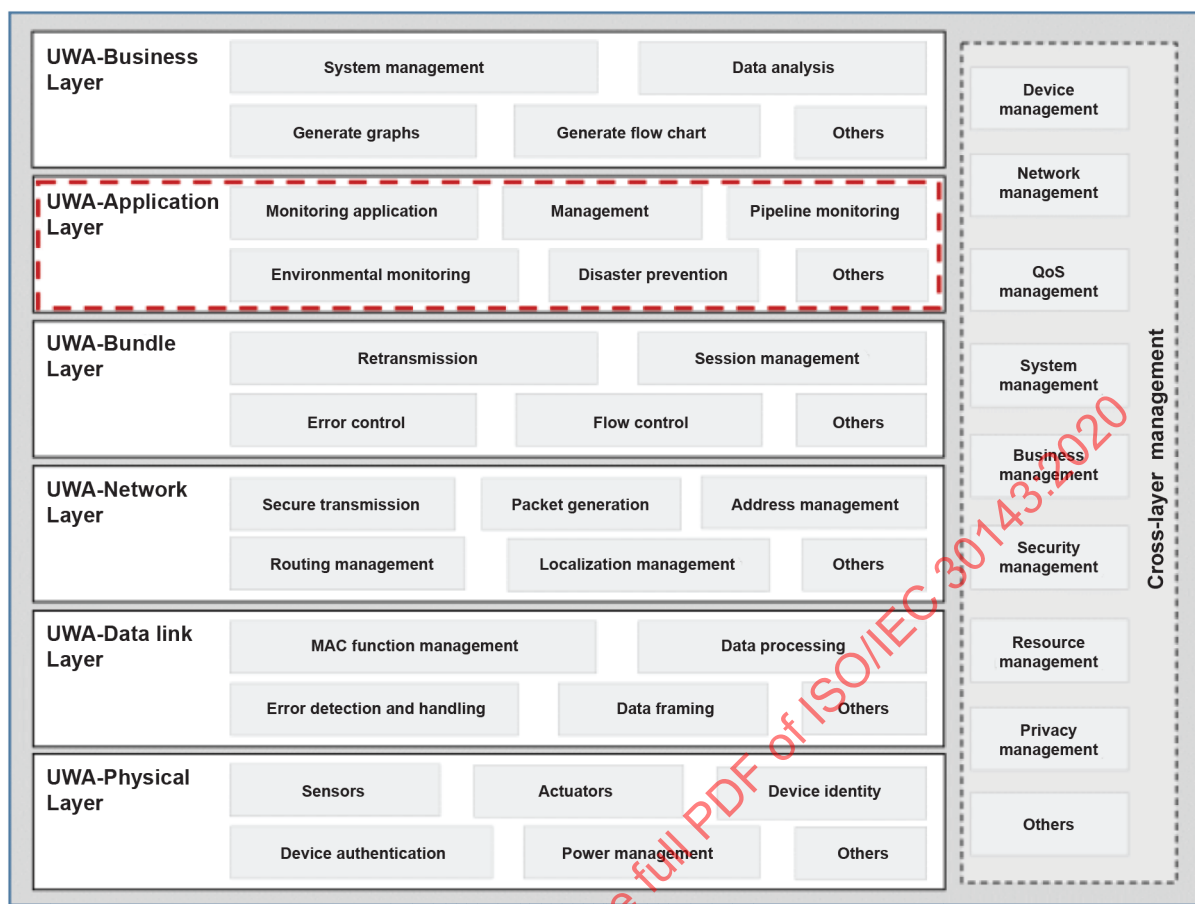 UWA-Business
Layer
System management
Data analysis
Generate graphs
Generate flow chart
Others
UWA-Application
Layer
Monitoring application
Management
Pipeline monitoring
Environmental monitoring
Disaster prevention
Others
UWA-Bundle
Layer
Retransmission
Session management
Error control
Flow control
Others
UWA-Network
Layer
Secure transmission
Packet generation
Address management
Routing management
Localization management
Others
UWA-Data link
Layer
MAC function management
Data processing
Error detection and handling
Data framing
Others
UWA-Physical
Layer
Sensors
Actuators
Device identity
Device authentication
Power management
Others
Device
management
Network
management
QoS
management
System
management
Business
management
Security
management
Resource
management
Privacy
management
Others
Cross-layer management
full PDF of ISO/IEC 30143:2020